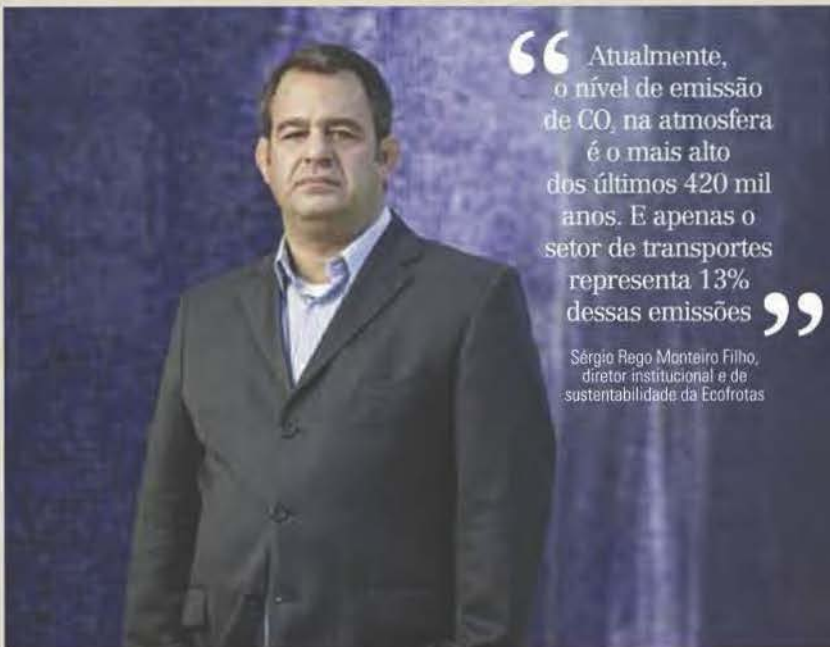 “ Atualmente,
o nível de emissão
de CO₂ na atmosfera
é o mais alto
dos últimos 420 mil
anos. E apenas o
setor de transportes
representa 13%
dessas emissões ”
Sérgio Rego Monteiro Filho,
diretor institucional e de
sustentabilidade da Ecofrotas